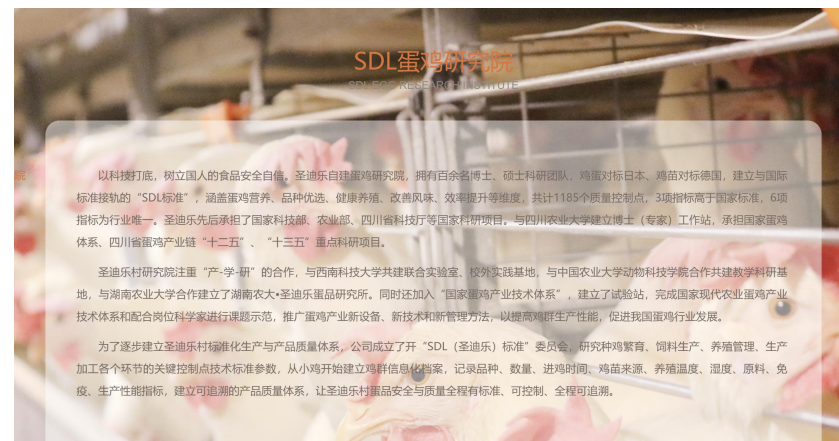 SDL蛋鸡研究院
SDL EGG RESEARCH INSTITUTE
院
以科技打底，树立国人的食品安全自信。圣迪乐自建蛋鸡研究院，拥有百余名博士、硕士科研团队，鸡蛋对标日本、鸡苗对标德国，建立与国际
标准接轨的“SDL标准”，涵盖蛋鸡营养、品种优选、健康养殖、改善风味、效率提升等维度，共计1185个质量控制点，3项指标高于国家标准，6项
指标为行业唯一。圣迪乐先后承担了国家科技部、农业部、四川省科技厅等国家科研项目。与四川农业大学建立博士（专家）工作站，承担国家蛋鸡
体系、四川省蛋鸡产业链“十二五”、“十三五”重点科研项目。
圣迪乐村研究院注重“产-学-研”的合作，与西南科技大学共建联合实验室、校外实践基地，与中国农业大学动物科技学院合作共建教学科研基
地，与湖南农业大学合作建立了湖南农大•圣迪乐蛋品研究所。同时还加入“国家蛋鸡产业技术体系”，建立了试验站，完成国家现代农业蛋鸡产业
技术体系和配合岗位科学家进行课题示范，推广蛋鸡产业新设备、新技术和新管理方法，以提高鸡群生产性能，促进我国蛋鸡行业发展。
为了逐步建立圣迪乐村标准化生产与产品质量体系，公司成立了开“SDL（圣迪乐）标准”委员会，研究种鸡繁育、饲料生产、养殖管理、生产
加工各个环节的关键控制点技术标准参数，从小鸡开始建立鸡群信息化档案，记录品种、数量、进鸡时间、鸡苗来源、养殖温度、湿度、原料、免
疫、生产性能指标，建立可追溯的产品质量体系，让圣迪乐村蛋品安全与质量全程有标准、可控制、全程可追溯。